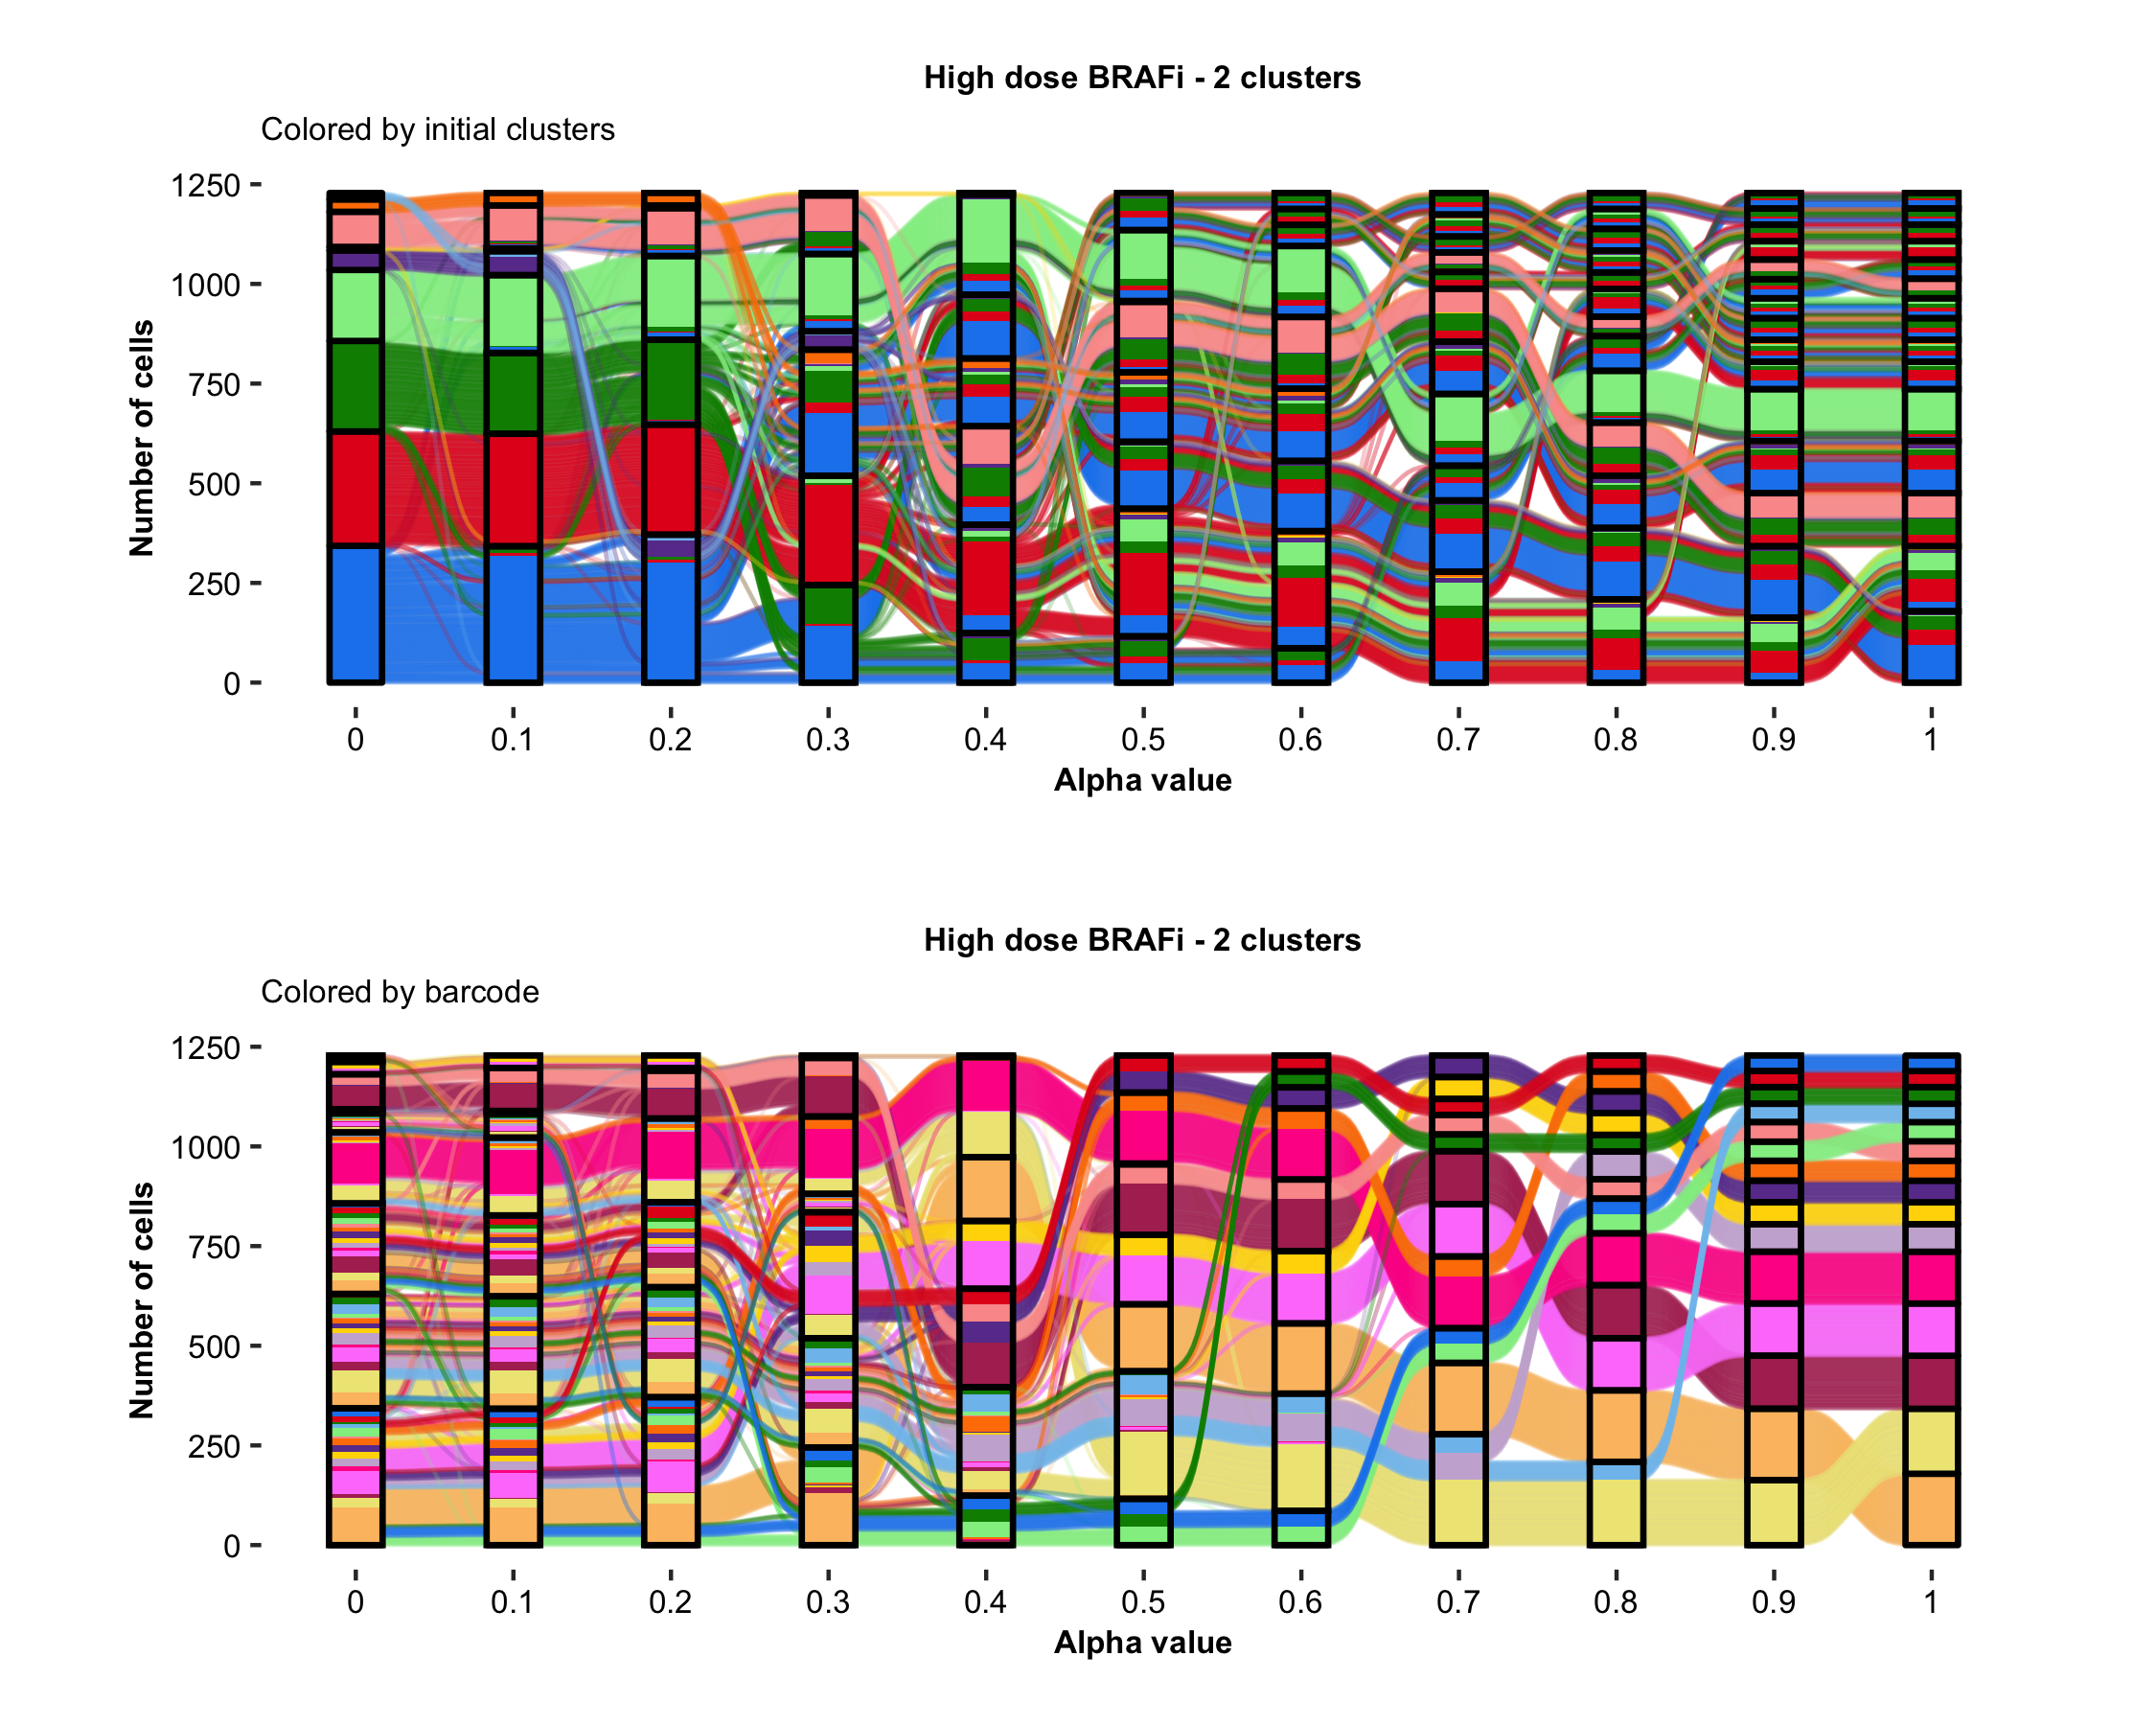 High dose BRAFi - 2 clusters
Colored by initial clusters
1250
1000
750
500
250
0
Number of cells
0 0.1 0.2 0.3 0.4 0.5 0.6 0.7 0.8 0.9 1
Alpha value
High dose BRAFi - 2 clusters
Colored by barcode
1250
1000
750
500
250
0
Number of cells
0 0.1 0.2 0.3 0.4 0.5 0.6 0.7 0.8 0.9 1
Alpha value